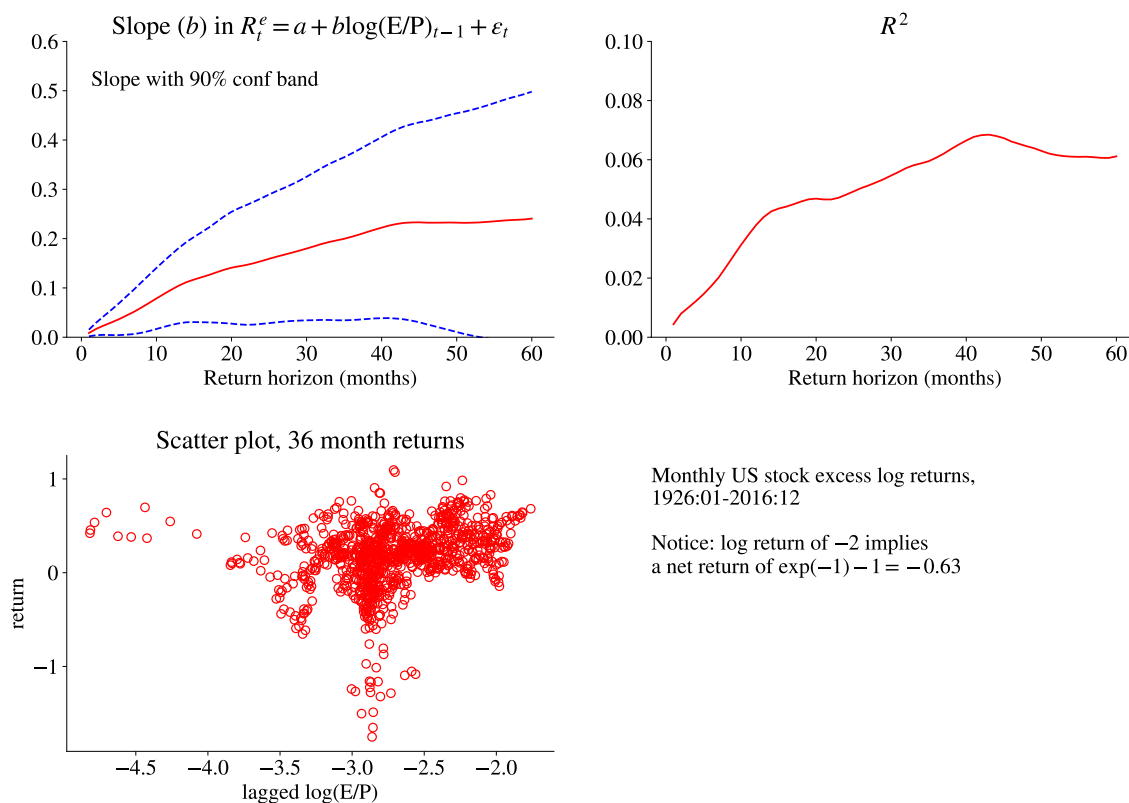 Slope (b) in R_t^e = a + blog(E/P)_{t−1} + ε_t
0.6
0.5
0.4
0.3
0.2
0.1
0.0
Slope with 90% conf band
0 10 20 30 40 50 60
Return horizon (months)
R²
0.10
0.08
0.06
0.04
0.02
0.00
0 10 20 30 40 50 60
Return horizon (months)
Scatter plot, 36 month returns
1
0
−1
return
−4.5 −4.0 −3.5 −3.0 −2.5 −2.0
lagged log(E/P)
Monthly US stock excess log returns,
1926:01-2016:12
Notice: log return of −2 implies
a net return of exp(−1) − 1 = −0.63